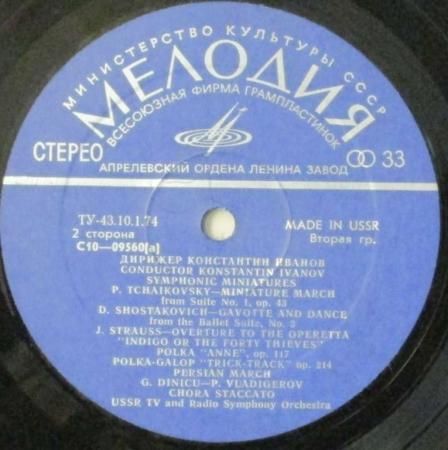 МИНИСТЕРСТВО КУЛЬТУРЫ СССР
МЕЛОДИЯ
ВСЕСОЮЗНАЯ ФИРМА ГРАМПЛАСТИНОК
СТЕРЕО
33
АПРЕЛЕВСКИЙ ОРДЕНА ЛЕНИНА ЗАВОД
ТУ-43.10.1.74
MADE IN USSR
2 сторона
Вторая гр.
С10—09560(а)
ДИРИЖЕР КОНСТАНТИН ИВАНОВ
CONDUCTOR KONSTANTIN IVANOV
SYMPHONIC MINIATURES
P. TCHAIKOVSKY—MINIATURE MARCH
from Suite No. 1, op. 43
D. SHOSTAKOVICH—GAVOTTE AND DANCE
from the Ballet Suite, No. 3
J. STRAUSS—OVERTURE TO THE OPERETTA
"INDIGO OR THE FORTY THIEVES"
POLKA "ANNE", op. 117
POLKA-GALOP "TRICK-TRACK" op. 214
PERSIAN MARCH
G. DINICU—P. VLADIGEROV
CHORA STACCATO
USSR TV and Radio Symphony Orchestra